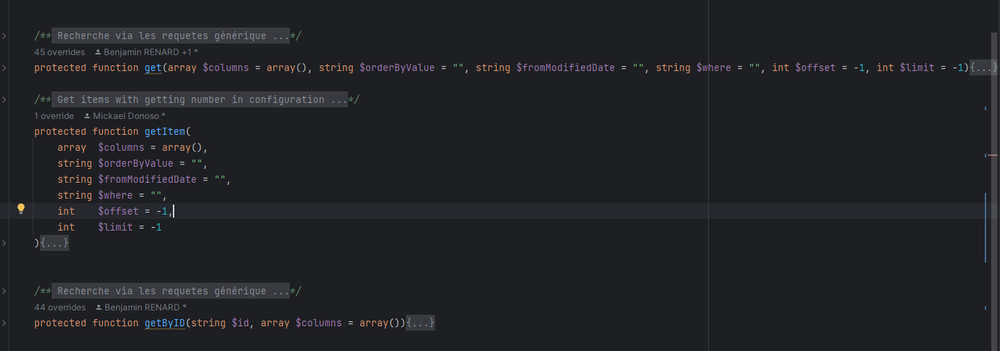 /** Recherche via les requetes générique ...*/
45 overrides Benjamin RENARD +1 *
protected function get(array $columns = array(), string $orderByValue = "", string $fromModifiedDate = "", string $where = "", int $offset = -1, int $limit = -1){...}
/** Get items with getting number in configuration ...*/
1 override Mickael Donoso *
protected function getItem(
array $columns = array(),
string $orderByValue = "",
string $fromModifiedDate = "",
string $where = "",
int $offset = -1,
int $limit = -1
){...}
/** Recherche via les requetes générique ...*/
44 overrides Benjamin RENARD *
protected function getByID(string $id, array $columns = array()){...}